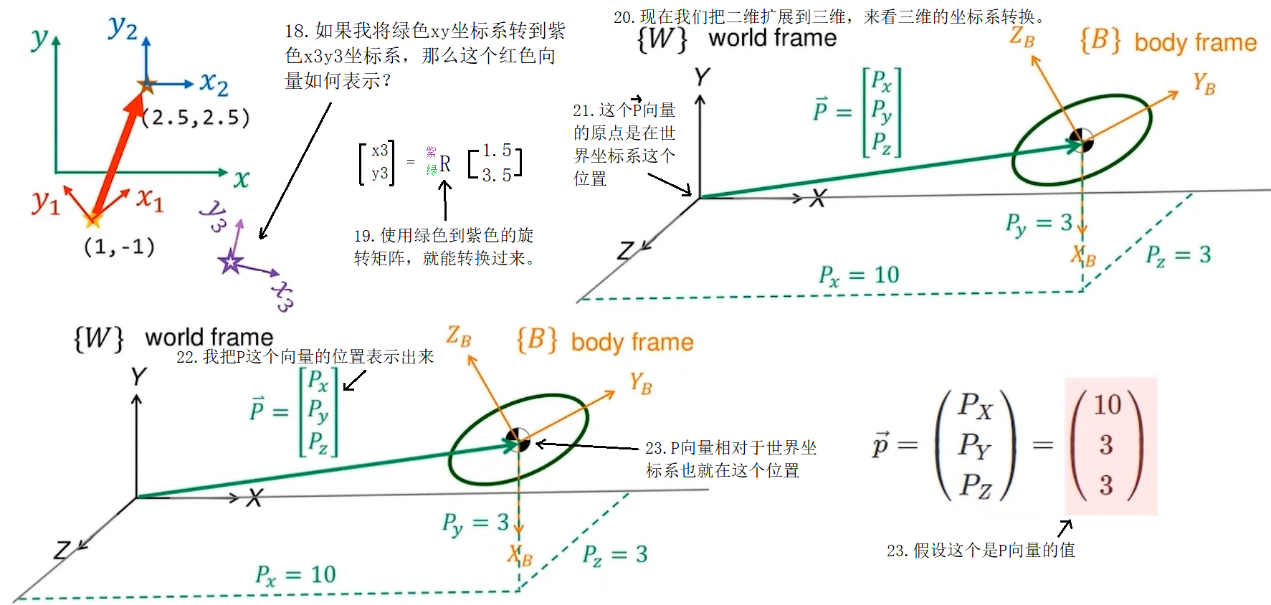 y
y2
x2
(2.5,2.5)
x
y1
x1
(1,-1)
y3
x3
18.如果我将绿色xy坐标系转到紫
色x3y3坐标系，那么这个红色向
量如何表示？
[x3 y3] = 紫绿R [1.5 3.5]
19.使用绿色到紫色的旋
转矩阵，就能转换过来。
20.现在我们把二维扩展到三维，来看三维的坐标系转换。
{W} world frame
Z_B
{B} body frame
Y_B
Y
P⃗ = [P_x P_y P_z]
21.这个P⃗向量
的原点是在世
界坐标系这个
位置
X
Z
P_y = 3
X_B
P_z = 3
P_x = 10
{W} world frame
Z_B
{B} body frame
22.我把P这个向量的位置表示出来
Y
Y_B
P⃗ = [P_x P_y P_z]
23.P向量相对于世界坐
标系也就在这个位置
X
Z
P_y = 3
X_B
P_z = 3
P_x = 10
p⃗ = (P_X P_Y P_Z) = (10 3 3)
23.假设这个是P向量的值